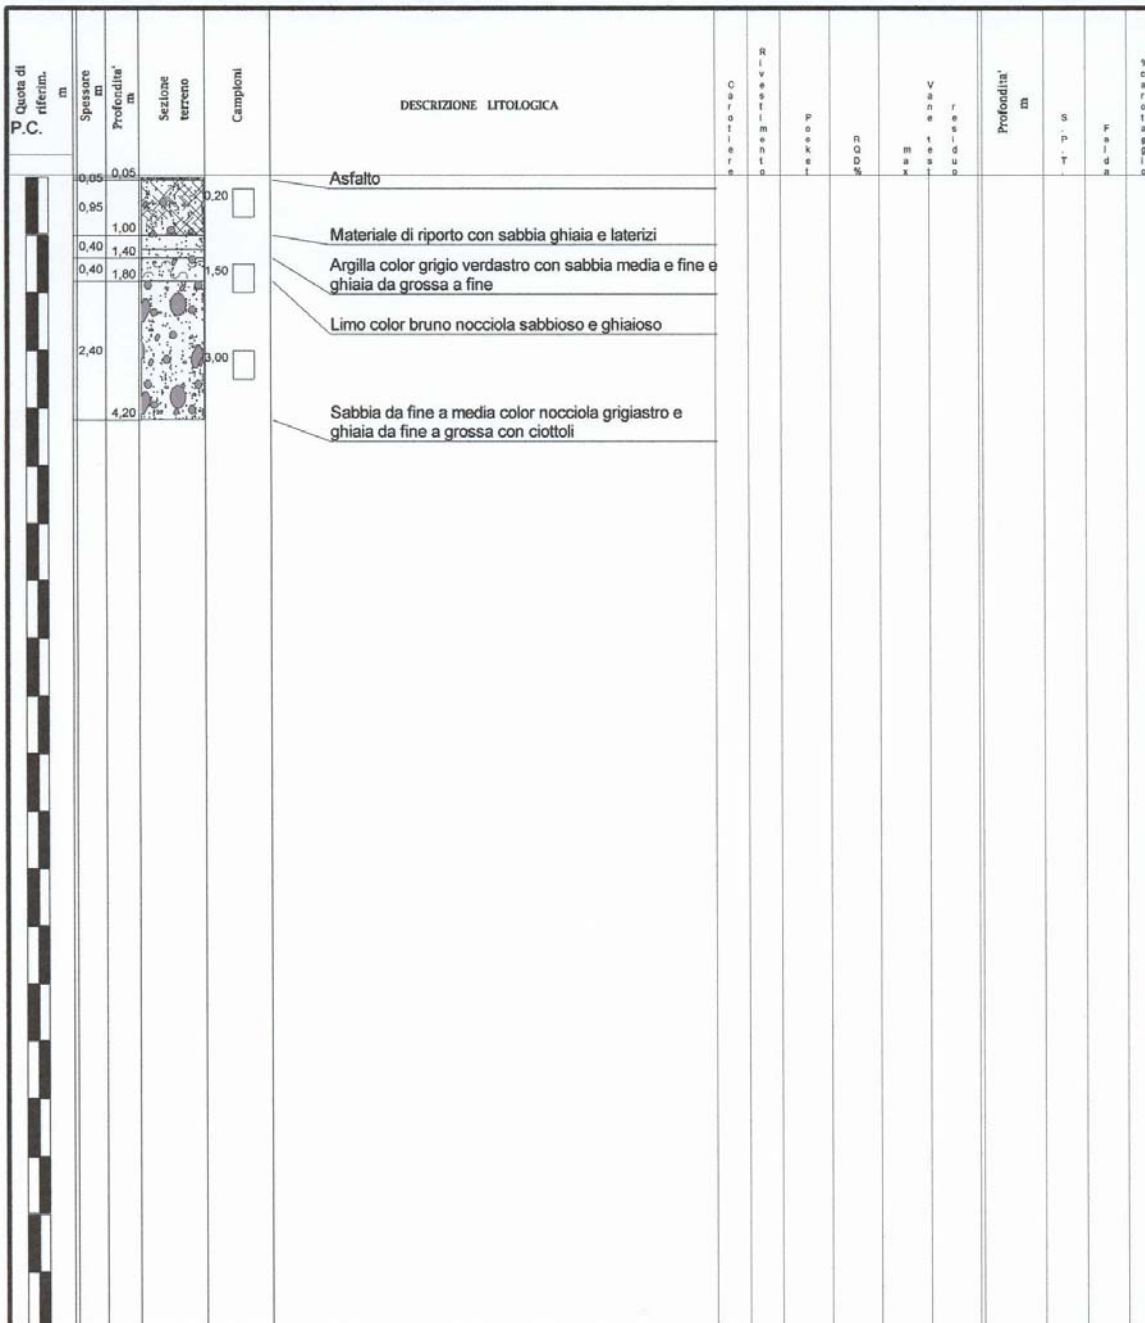 Quota di
riferim.
m
P.C.
Spessore
m
Profondita'
m
Sezione
terreno
Campioni
DESCRIZIONE LITOLOGICA
Carotiere
Rivestimento
Pocket
RQD%
max
Vane test
residuo
Profondita'
m
S.P.T.
Falda
%carotaggio
0,05 0,05
Asfalto
0,95
0,20
1,00
Materiale di riporto con sabbia ghiaia e laterizi
0,40
1,40
Argilla color grigio verdastro con sabbia media e fine e
ghiaia da grossa a fine
0,40
1,80
1,50
Limo color bruno nocciola sabbioso e ghiaioso
2,40
3,00
4,20
Sabbia da fine a media color nocciola grigiastro e
ghiaia da fine a grossa con ciottoli